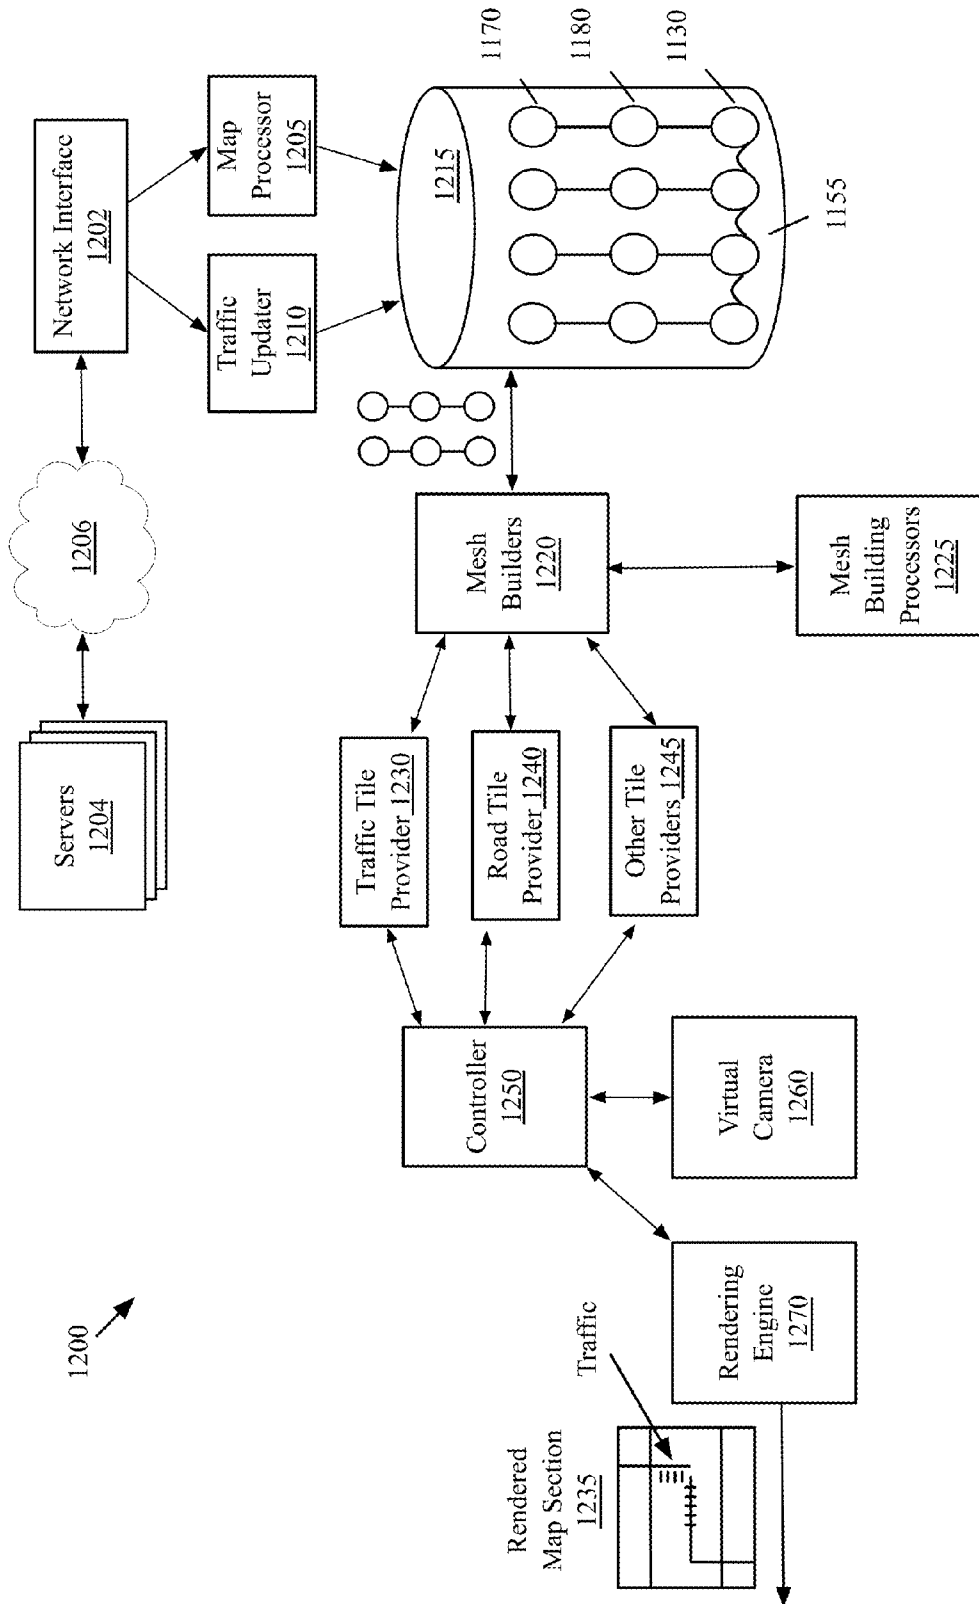 1200
Servers
1204
1206
Network Interface
1202
Traffic
Updater
1210
Map
Processor
1205
1215
1170
1180
1130
1155
Mesh
Builders
1220
Mesh
Building
Processors
1225
Traffic Tile
Provider 1230
Road Tile
Provider 1240
Other Tile
Providers 1245
Controller
1250
Virtual
Camera
1260
Rendering
Engine
1270
Rendered
Map Section
1235
Traffic